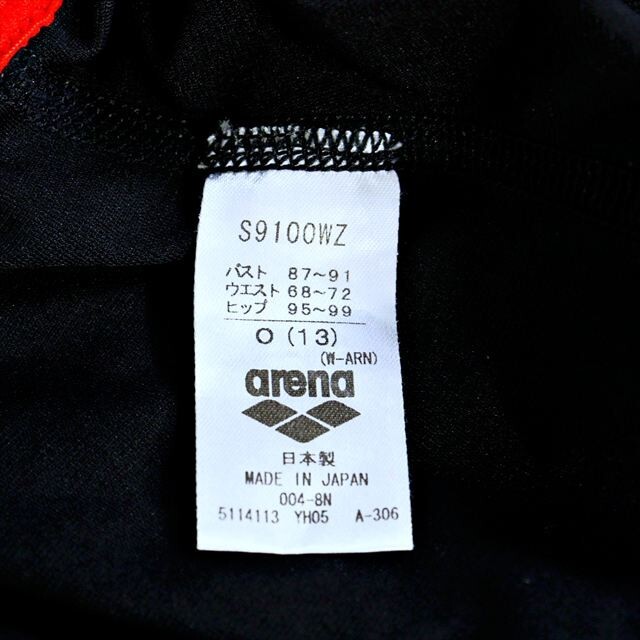 S9100WZ
バスト 87～91
ウエスト 68～72
ヒップ 95～99
O (13)
(W-ARN)
arena
日本製
MADE IN JAPAN
004-8N
5114113 YH05 A-306